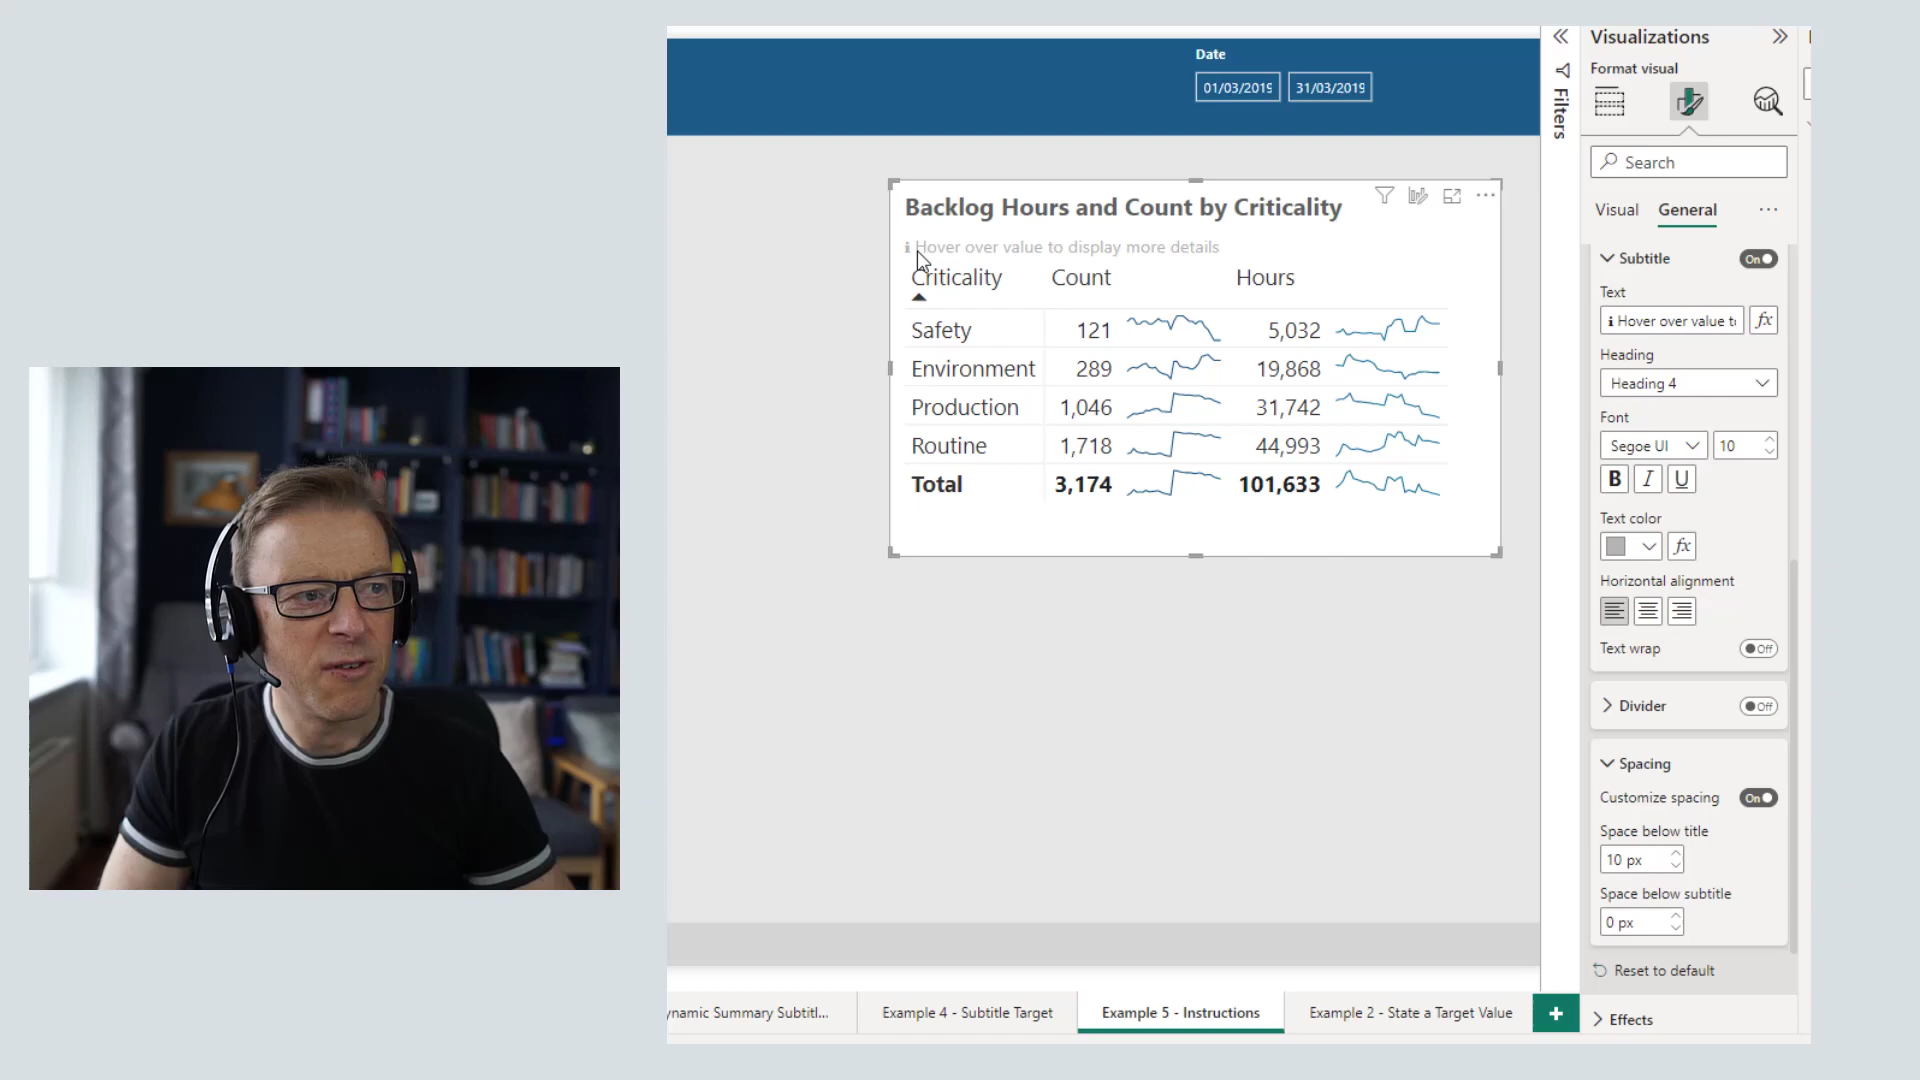 Date
01/03/2019 31/03/2019
Backlog Hours and Count by Criticality
ℹ Hover over value to display more details
Criticality Count Hours
Safety 121 5,032
Environment 289 19,868
Production 1,046 31,742
Routine 1,718 44,993
Total 3,174 101,633
ynamic Summary Subtitl...
Example 4 - Subtitle Target
Example 5 - Instructions
Example 2 - State a Target Value
+
Filters
Visualizations
Format visual
Search
Visual General ...
Subtitle On
Text
ℹ Hover over value t fx
Heading
Heading 4
Font
Segoe UI 10
B I U
Text color
fx
Horizontal alignment
Text wrap Off
Divider Off
Spacing
Customize spacing On
Space below title
10 px
Space below subtitle
0 px
Reset to default
Effects